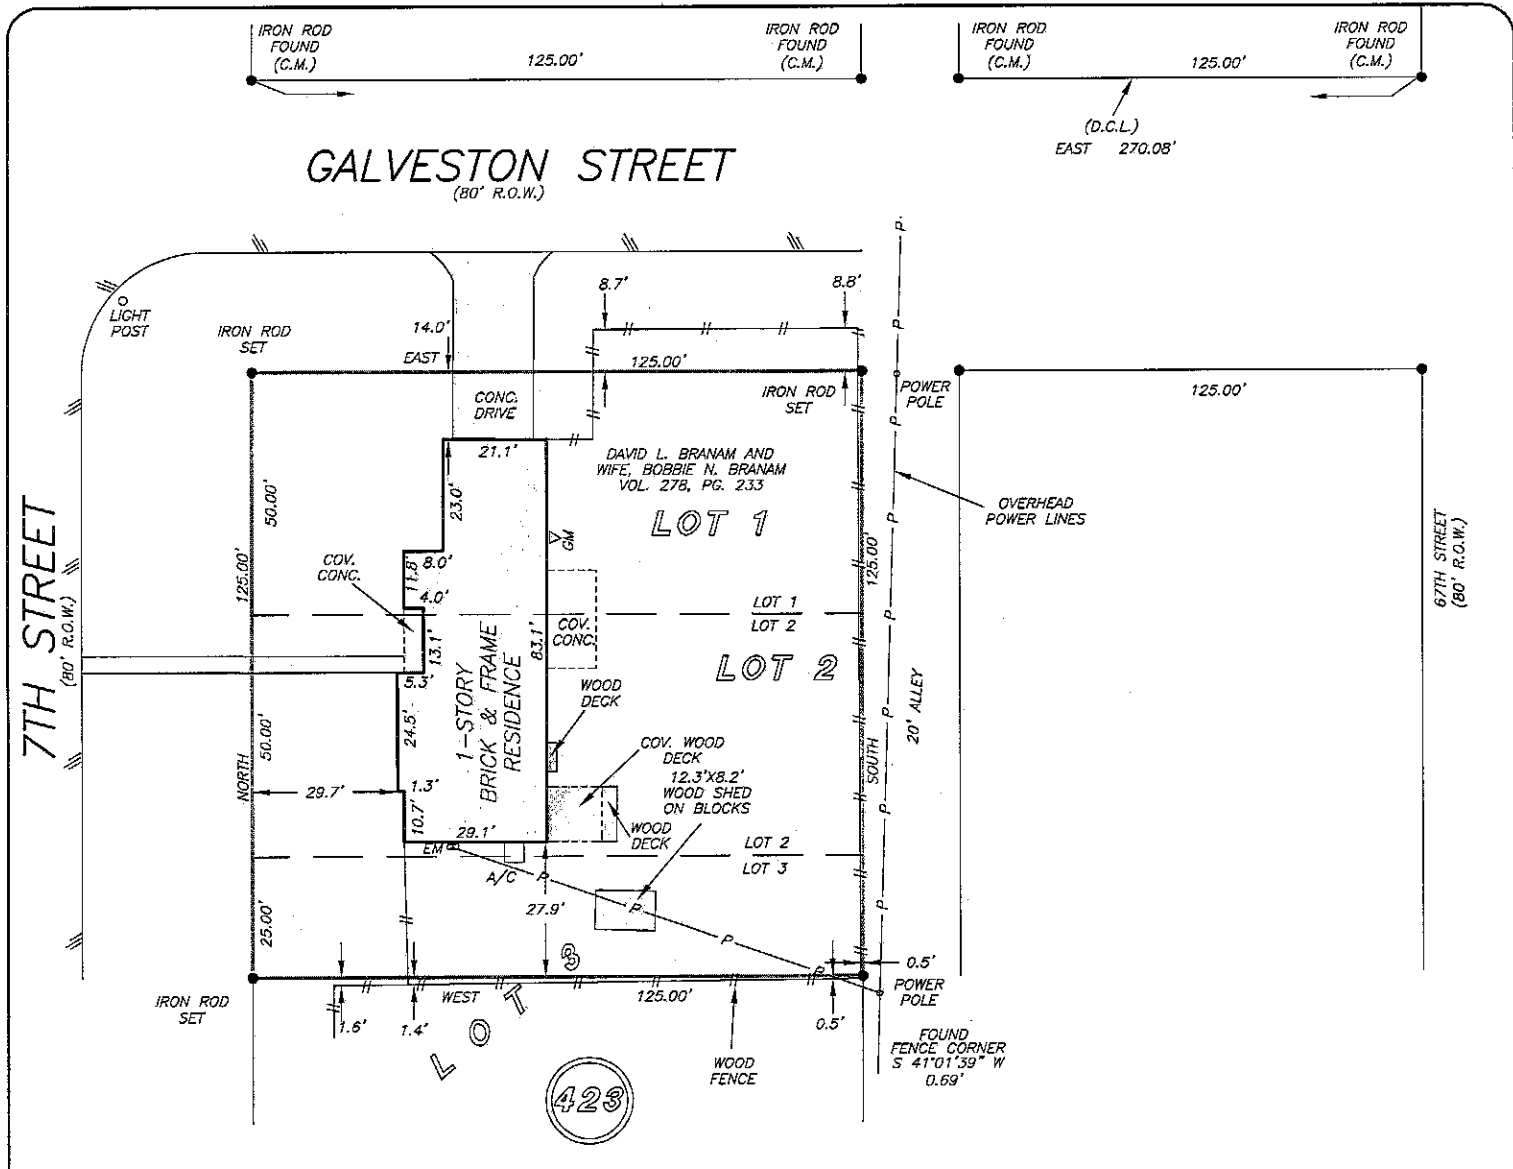 IRON ROD
FOUND
(C.M.)
125.00'
IRON ROD
FOUND
(C.M.)
IRON ROD
FOUND
(C.M.)
125.00'
IRON ROD
FOUND
(C.M.)
(D.C.L.)
EAST 270.08'
GALVESTON STREET
(80' R.O.W.)
8.7'
8.8'
LIGHT
POST
IRON ROD
SET
14.0'
EAST
125.00'
IRON ROD
SET
POWER
POLE
125.00'
CONC.
DRIVE
21.1'
DAVID L. BRANAM AND
WIFE, BOBBIE N. BRANAM
VOL. 278, PG. 233
LOT 1
OVERHEAD
POWER LINES
50.00'
23.0'
GM
COV.
CONC.
8.0'
11.8'
4.0'
125.00'
125.00'
7TH STREET
(80' R.O.W.)
67TH STREET
(80' R.O.W.)
LOT 1
LOT 2
COV.
CONC.
13.1'
83.1'
5.3'
LOT 2
1-STORY
BRICK & FRAME
RESIDENCE
WOOD
DECK
24.5'
50.00'
NORTH
SOUTH
20' ALLEY
COV. WOOD
DECK
12.3'X8.2'
WOOD SHED
ON BLOCKS
29.7'
1.3'
10.7'
29.1'
WOOD
DECK
EM
A/C
LOT 2
LOT 3
P
P
P
P
P
P
P
P
P
P
P
P
27.9'
25.00'
LOT 3
0.5'
POWER
POLE
IRON ROD
SET
WEST
125.00'
1.6'
1.4'
0.5'
WOOD
FENCE
FOUND
FENCE CORNER
S 41°01'39" W
0.69'
423